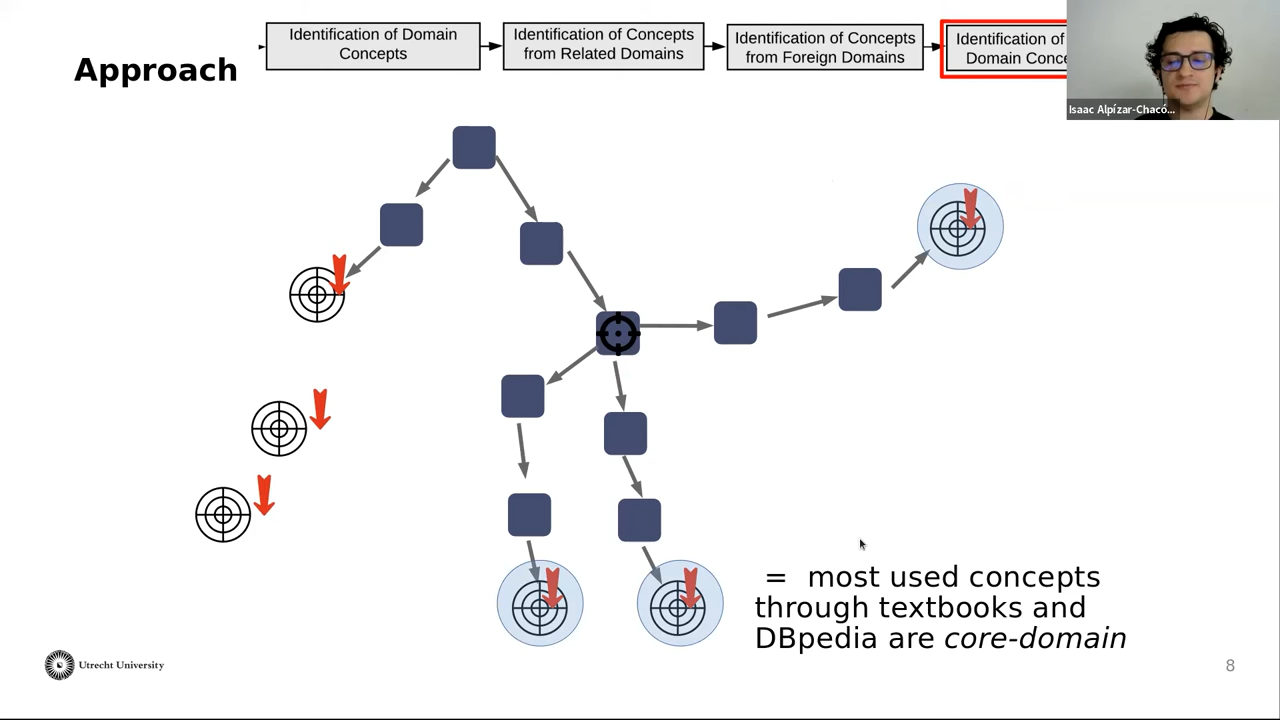 Approach
Identification of Domain
Concepts
Identification of Concepts
from Related Domains
Identification of Concepts
from Foreign Domains
Identification of
Domain
Isaac Alpízar-Chacó...
= most used concepts
through textbooks and
DBpedia are core-domain
Utrecht University
8